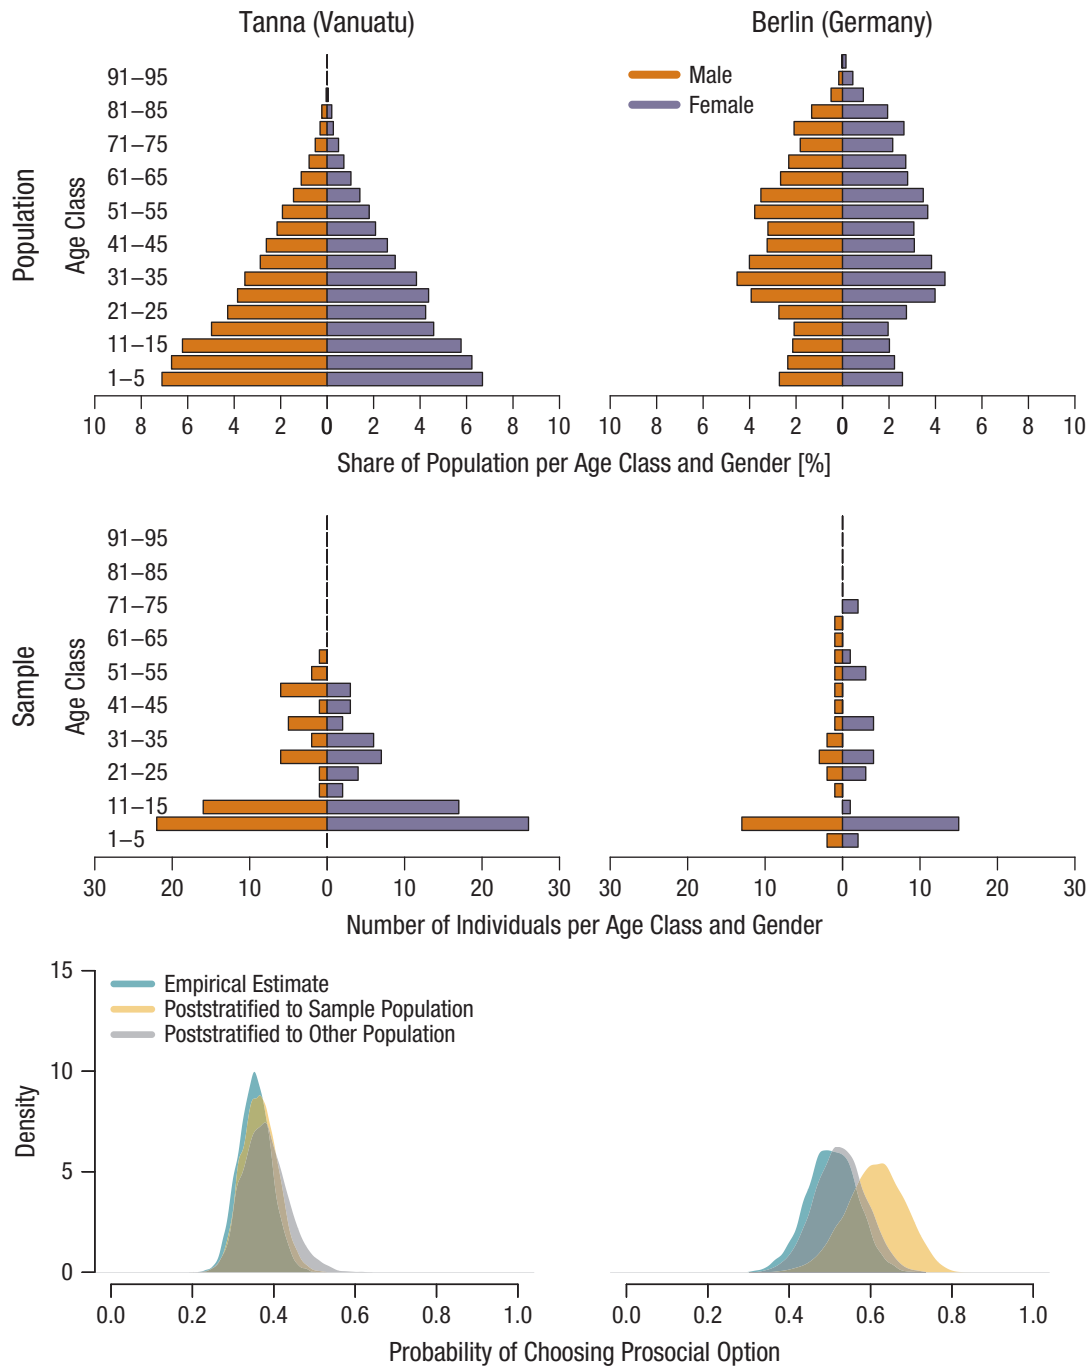 Tanna (Vanuatu)
Berlin (Germany)
Male
Female
Population
Age Class
91–95
81–85
71–75
61–65
51–55
41–45
31–35
21–25
11–15
1–5
10 8 6 4 2 0 0 2 4 6 8 10
10 8 6 4 2 0 0 2 4 6 8 10
Share of Population per Age Class and Gender [%]
Sample
Age Class
91–95
81–85
71–75
61–65
51–55
41–45
31–35
21–25
11–15
1–5
30 20 10 0 10 20 30
30 20 10 0 10 20 30
Number of Individuals per Age Class and Gender
Empirical Estimate
Poststratified to Sample Population
Poststratified to Other Population
Density
15
10
5
0
0.0 0.2 0.4 0.6 0.8 1.0
0.0 0.2 0.4 0.6 0.8 1.0
Probability of Choosing Prosocial Option